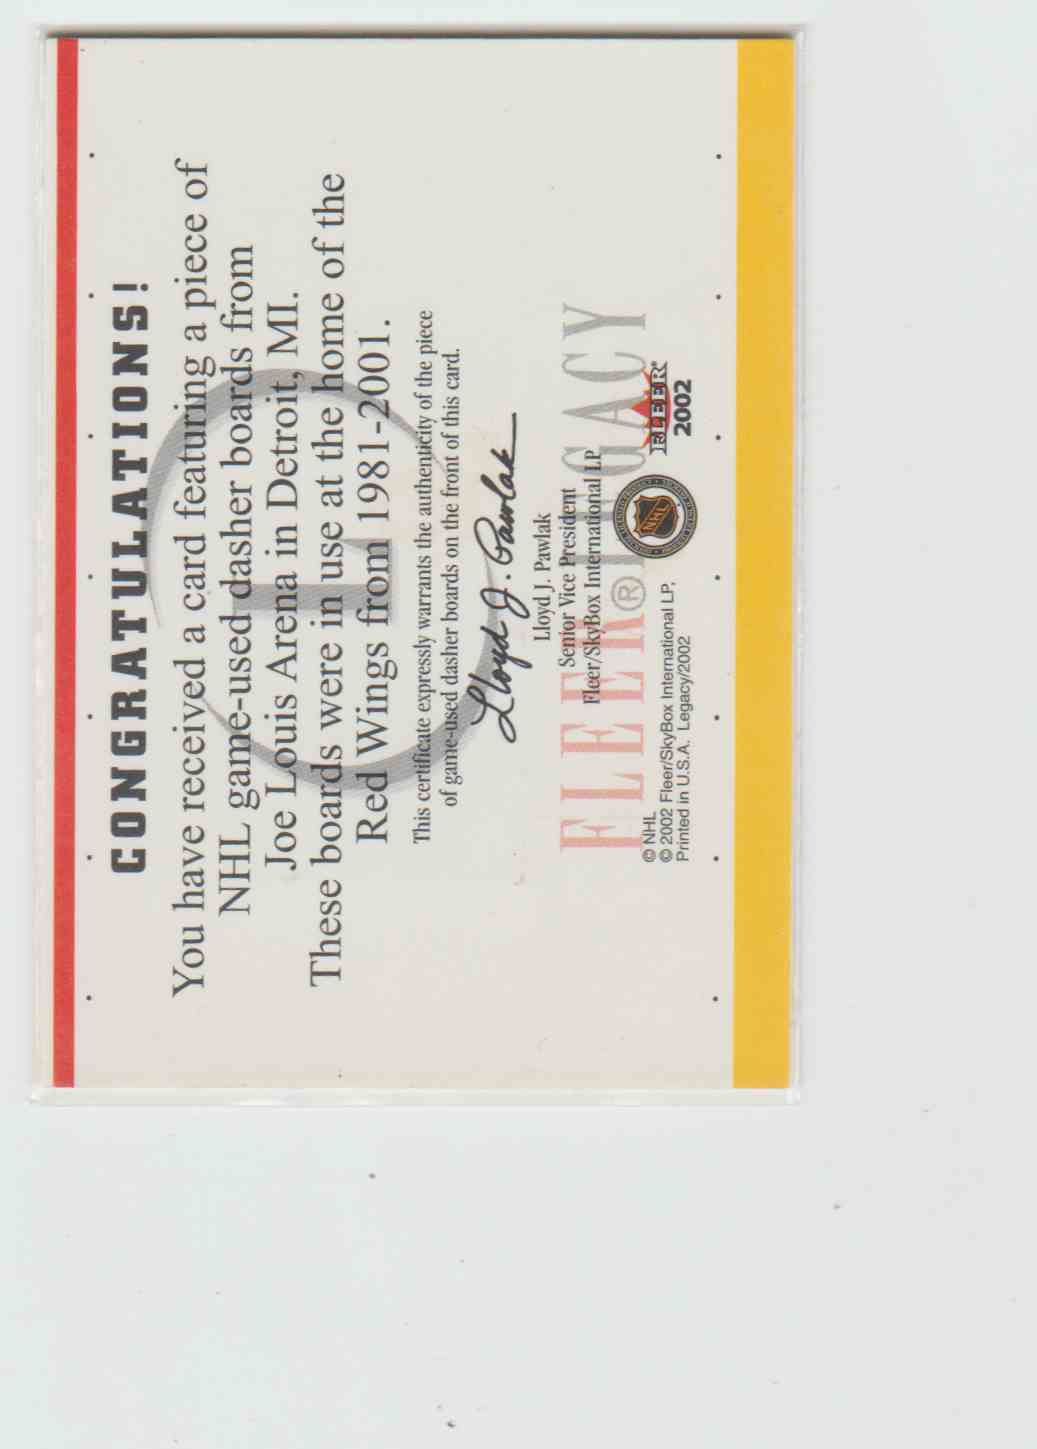 CONGRATULATIONS!
You have received a card featuring a piece of
NHL game-used dasher boards from
Joe Louis Arena in Detroit, MI.
These boards were in use at the home of the
Red Wings from 1981-2001.
This certificate expressly warrants the authenticity of the piece
of game-used dasher boards on the front of this card.
Lloyd J. Pawlak
Lloyd J. Pawlak
Senior Vice President
Fleer/SkyBox International LP
FLEER® LEGACY
L
© NHL
© 2002 Fleer/SkyBox International LP.
Printed in U.S.A. Legacy/2002
NHL
FLEER®
2002